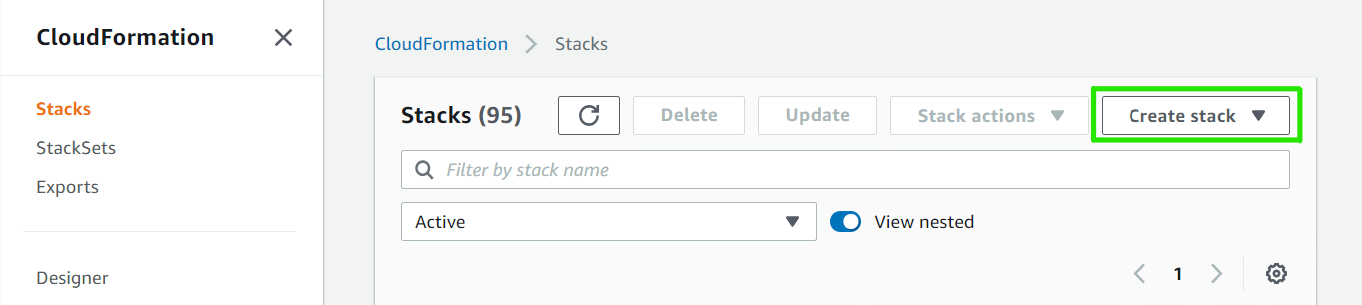 CloudFormation
Stacks
StackSets
Exports
Designer
CloudFormation Stacks
Stacks (95) Delete Update Stack actions Create stack
Filter by stack name
Active View nested
1